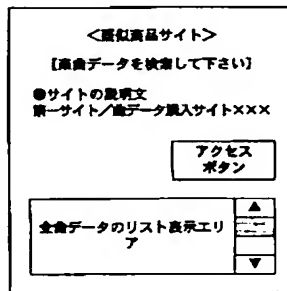 <類似商品サイト>
[楽曲データを検索して下さい]
●サイトの説明文
第一サイト/曲データ購入サイト×××
アクセス
ボタン
▲
全曲データのリスト表示エリ
ア
▼